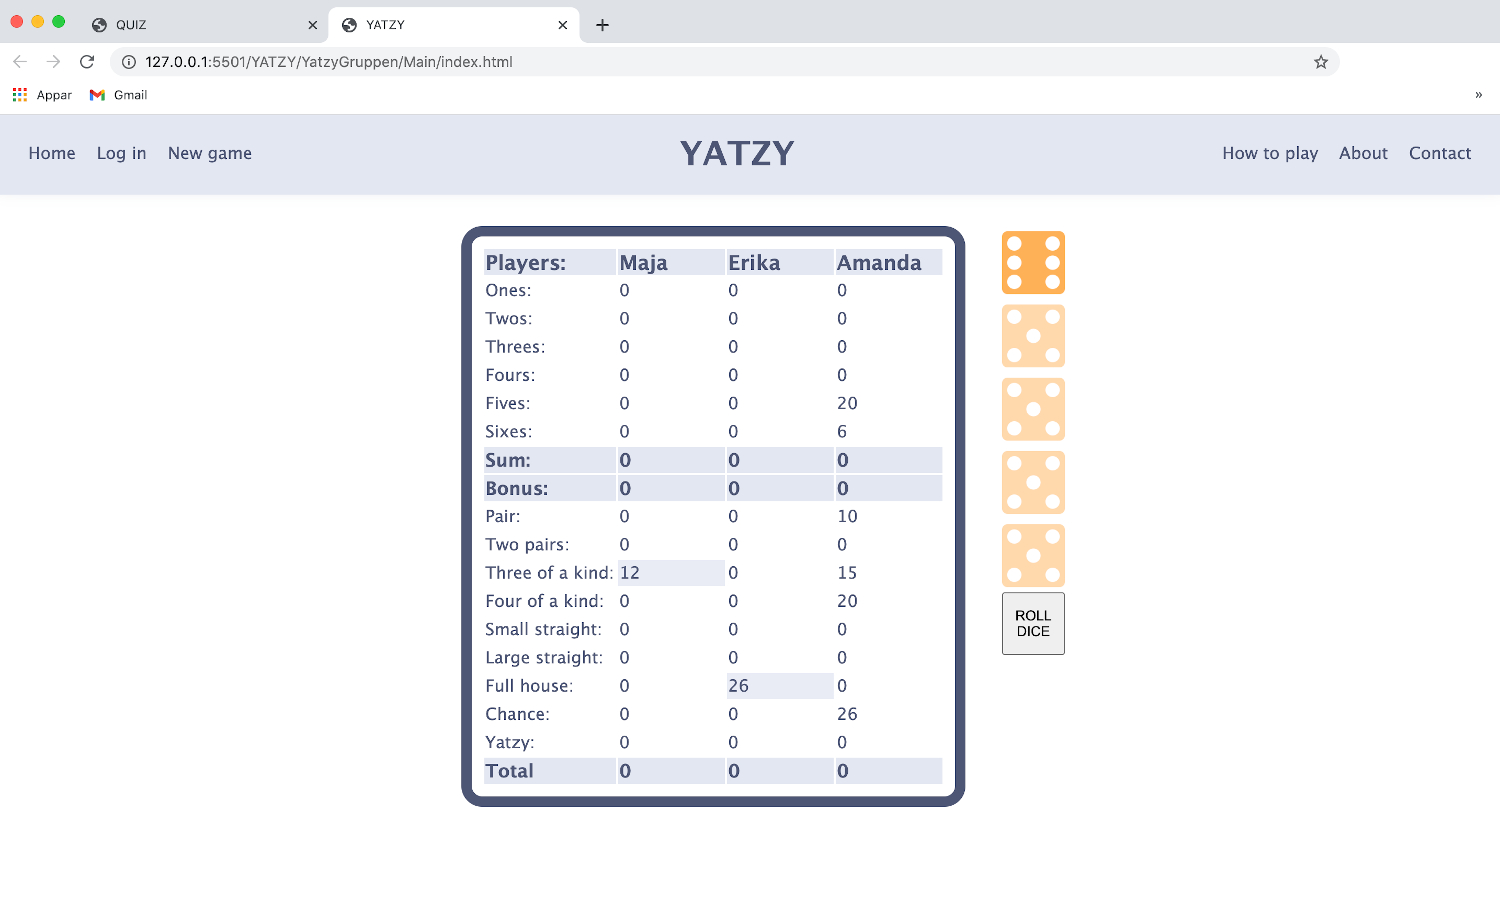 QUIZ YATZY
127.0.0.1:5501/YATZY/YatzyGruppen/Main/index.html
Appar Gmail »
Home Log in New game YATZY How to play About Contact
Players: Maja Erika Amanda
Ones: 0 0 0
Twos: 0 0 0
Threes: 0 0 0
Fours: 0 0 0
Fives: 0 0 20
Sixes: 0 0 6
Sum: 0 0 0
Bonus: 0 0 0
Pair: 0 0 10
Two pairs: 0 0 0
Three of a kind: 12 0 15
Four of a kind: 0 0 20
Small straight: 0 0 0
Large straight: 0 0 0
Full house: 0 26 0
Chance: 0 0 26
Yatzy: 0 0 0
Total 0 0 0
ROLL
DICE